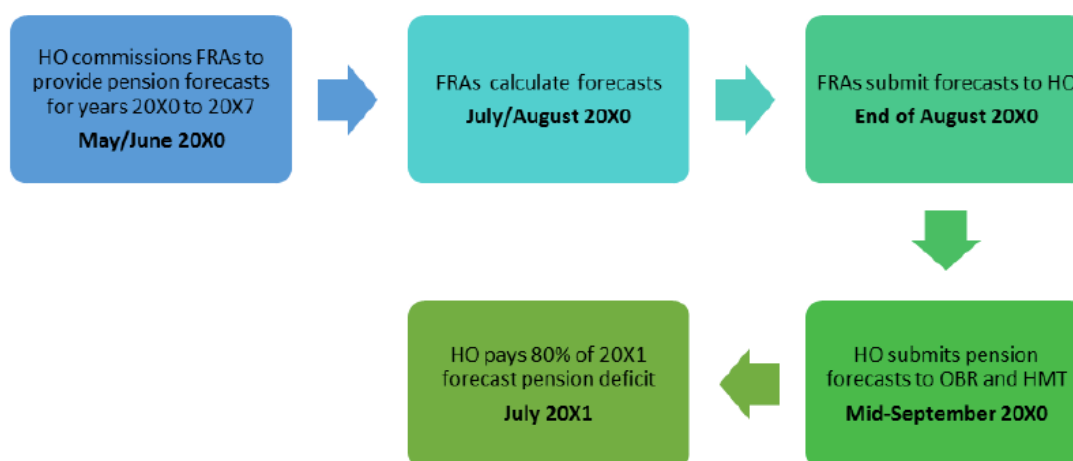 HO commissions FRAs to
provide pension forecasts
for years 20X0 to 20X7
May/June 20X0
FRAs calculate forecasts
July/August 20X0
FRAs submit forecasts to HO
End of August 20X0
HO submits pension
forecasts to OBR and HMT
Mid-September 20X0
HO pays 80% of 20X1
forecast pension deficit
July 20X1